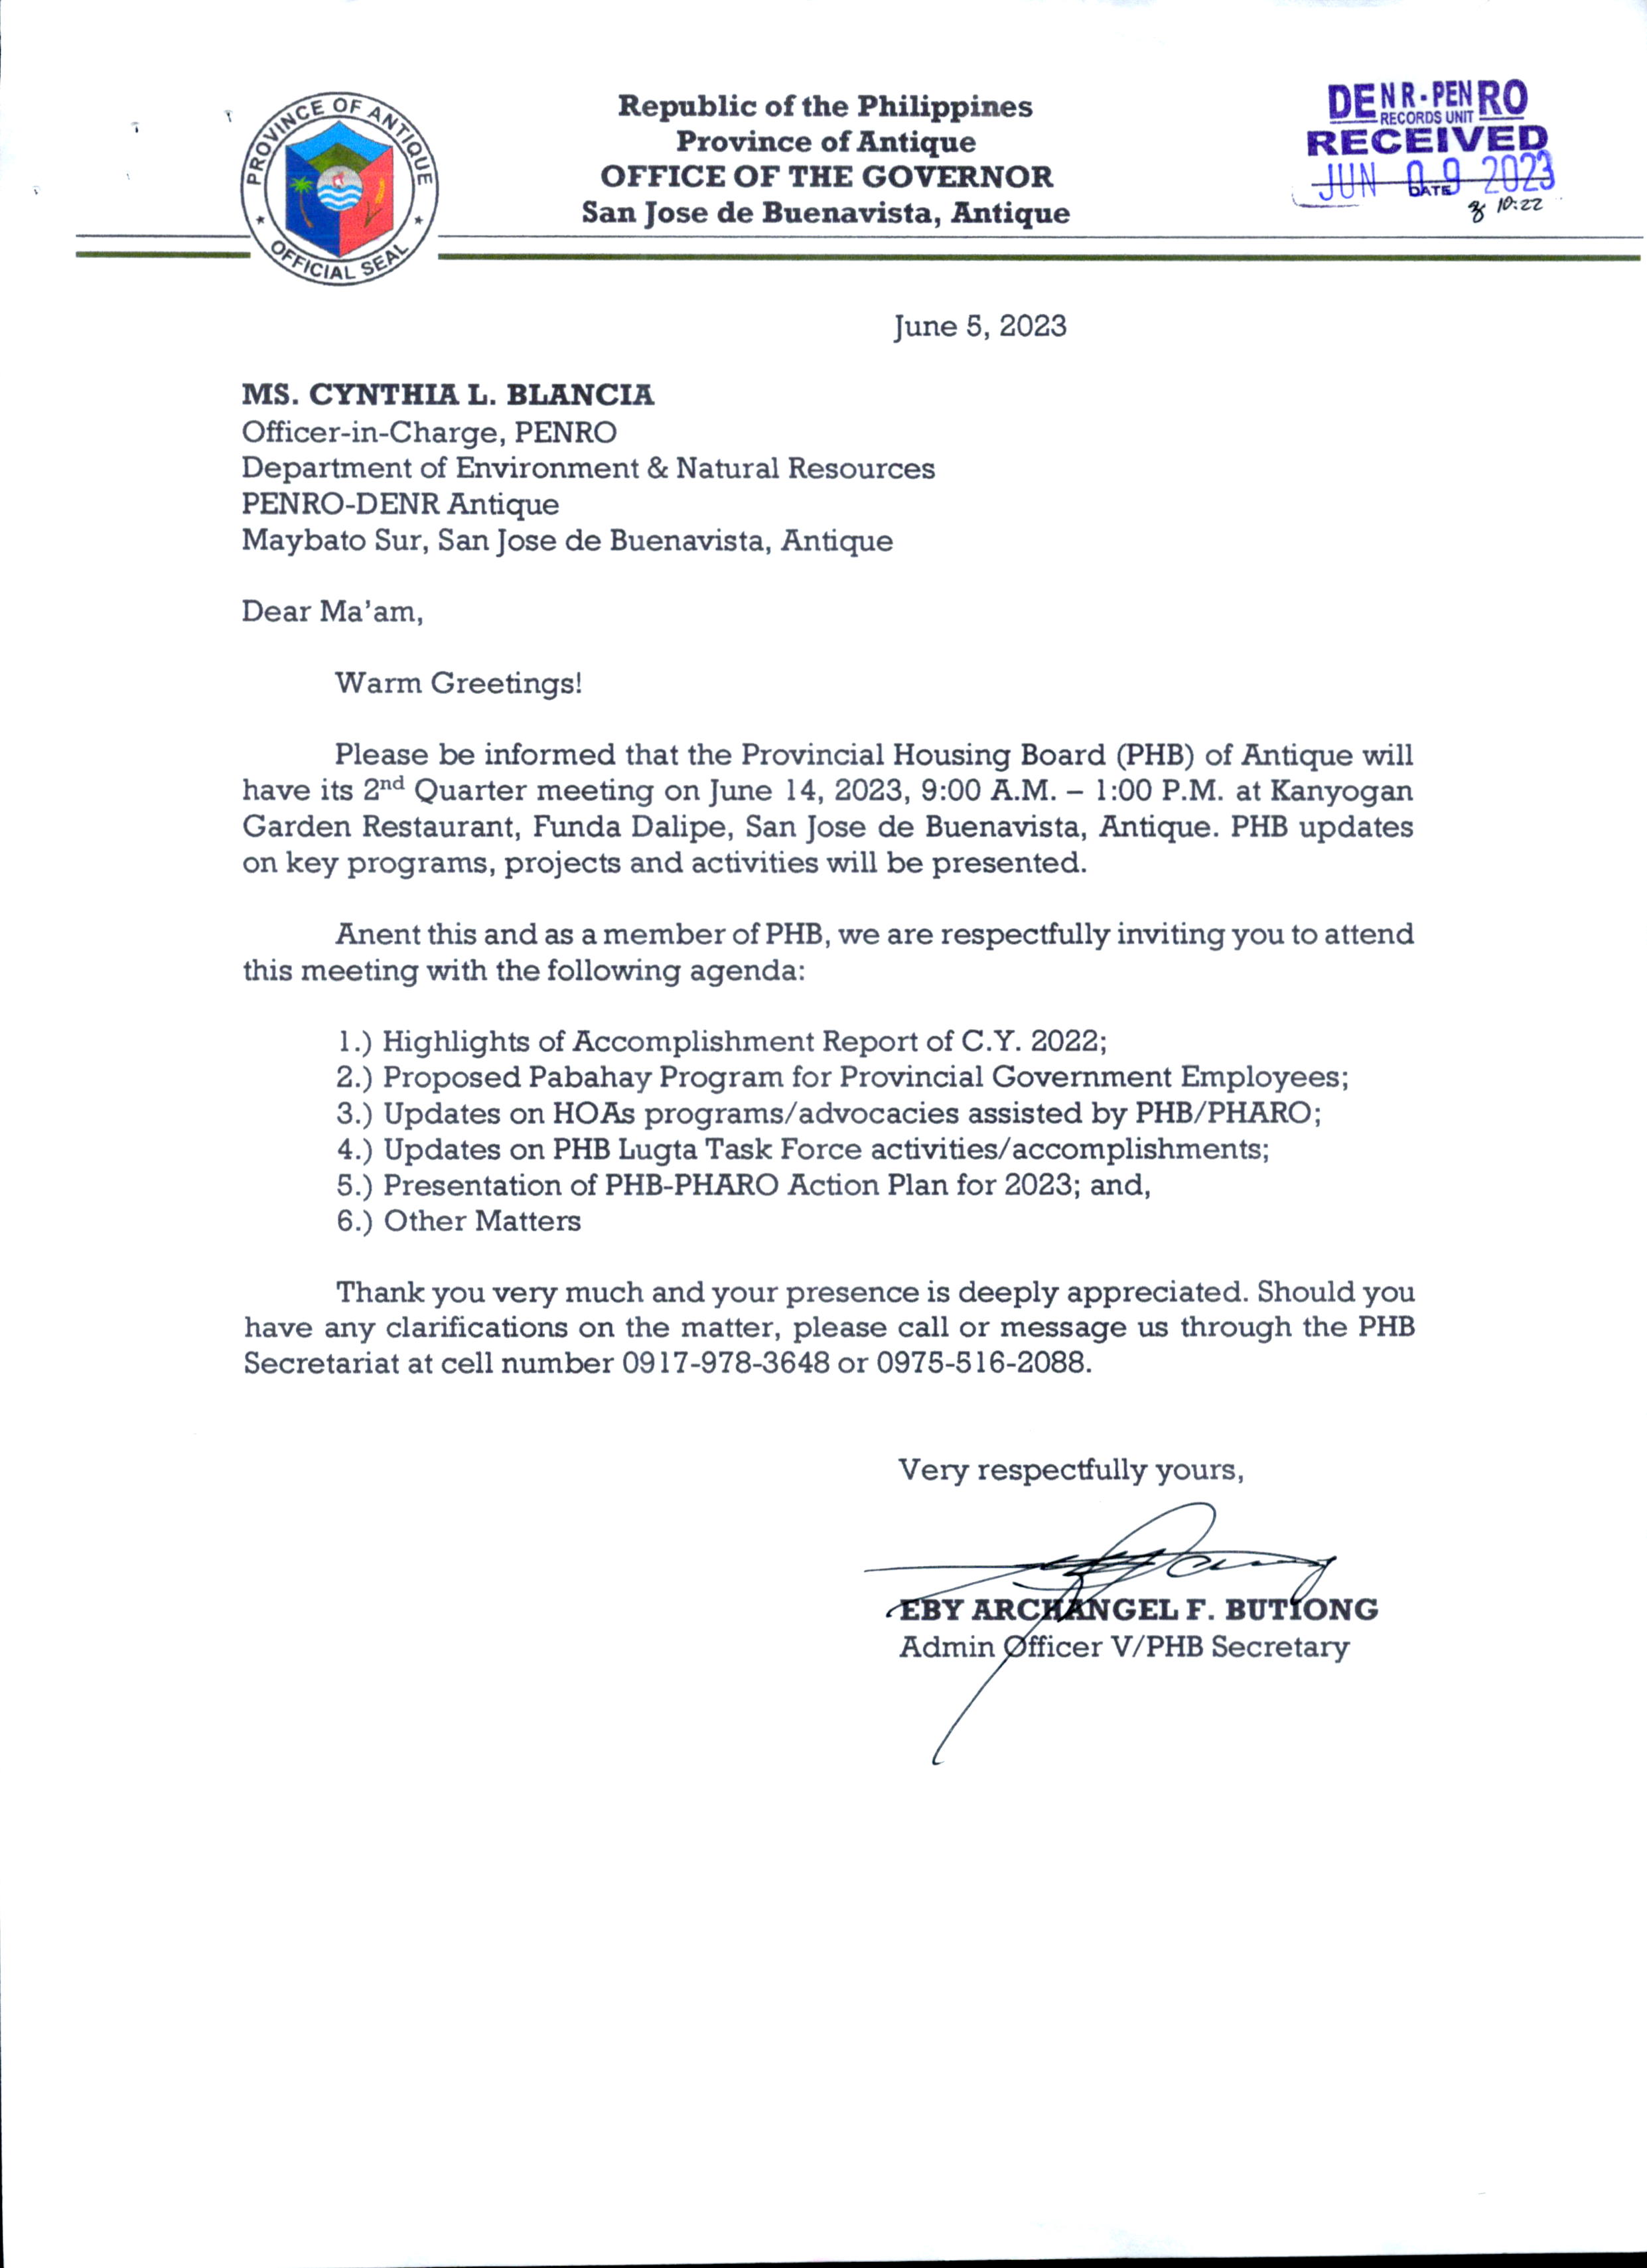 PROVINCE OF ANTIQUE
OFFICIAL SEAL
Republic of the Philippines
Province of Antique
OFFICE OF THE GOVERNOR
San Jose de Buenavista, Antique
DENR-PENRO
RECORDS UNIT
RECEIVED
JUN 09 2023
DATE
10:22
June 5, 2023
MS. CYNTHIA L. BLANCIA
Officer-in-Charge, PENRO
Department of Environment & Natural Resources
PENRO-DENR Antique
Maybato Sur, San Jose de Buenavista, Antique
Dear Ma'am,
Warm Greetings!
Please be informed that the Provincial Housing Board (PHB) of Antique will
have its 2nd Quarter meeting on June 14, 2023, 9:00 A.M. – 1:00 P.M. at Kanyogan
Garden Restaurant, Funda Dalipe, San Jose de Buenavista, Antique. PHB updates
on key programs, projects and activities will be presented.
Anent this and as a member of PHB, we are respectfully inviting you to attend
this meeting with the following agenda:
1.) Highlights of Accomplishment Report of C.Y. 2022;
2.) Proposed Pabahay Program for Provincial Government Employees;
3.) Updates on HOAs programs/advocacies assisted by PHB/PHARO;
4.) Updates on PHB Lugta Task Force activities/accomplishments;
5.) Presentation of PHB-PHARO Action Plan for 2023; and,
6.) Other Matters
Thank you very much and your presence is deeply appreciated. Should you
have any clarifications on the matter, please call or message us through the PHB
Secretariat at cell number 0917-978-3648 or 0975-516-2088.
Very respectfully yours,
EBY ARCHANGEL F. BUTIONG
Admin Officer V/PHB Secretary